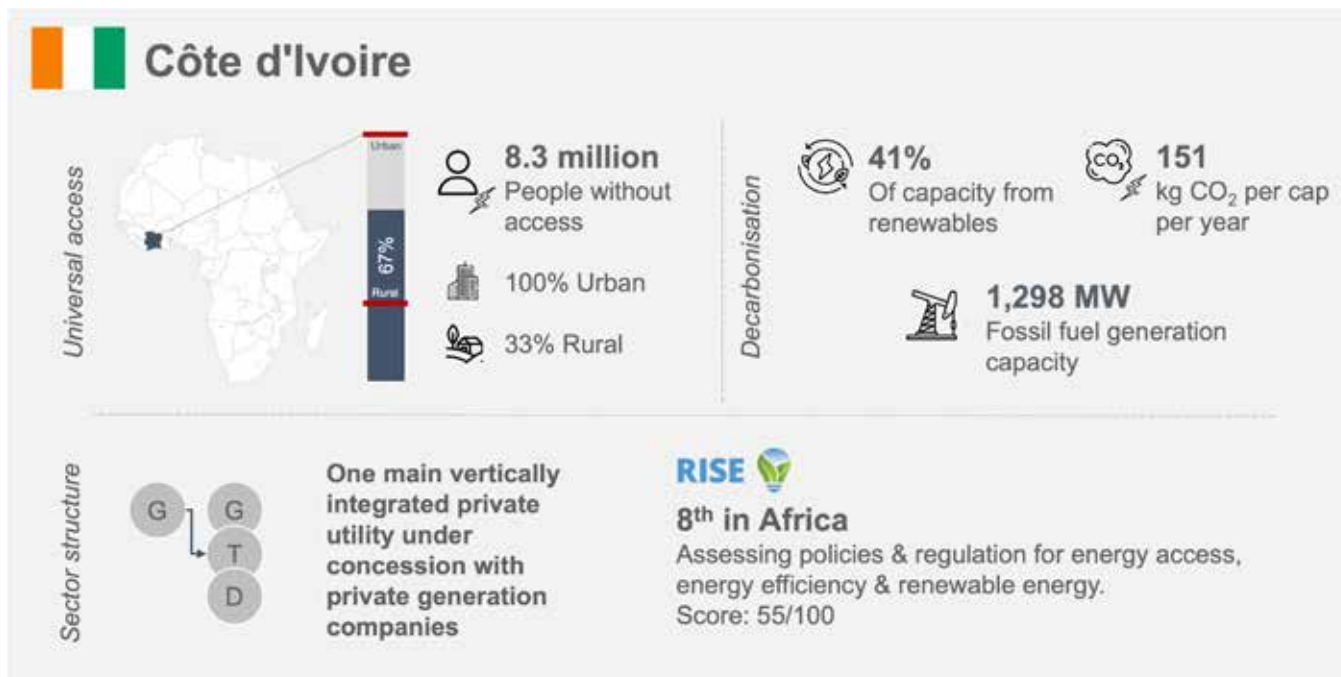 Côte d'Ivoire
Universal access
Urban
67%
Rural
8.3 million
People without
access
100% Urban
33% Rural
Decarbonisation
41%
Of capacity from
renewables
CO₂
151
kg CO₂ per cap
per year
1,298 MW
Fossil fuel generation
capacity
Sector structure
G
G
T
D
One main vertically
integrated private
utility under
concession with
private generation
companies
RISE
8th in Africa
Assessing policies & regulation for energy access,
energy efficiency & renewable energy.
Score: 55/100